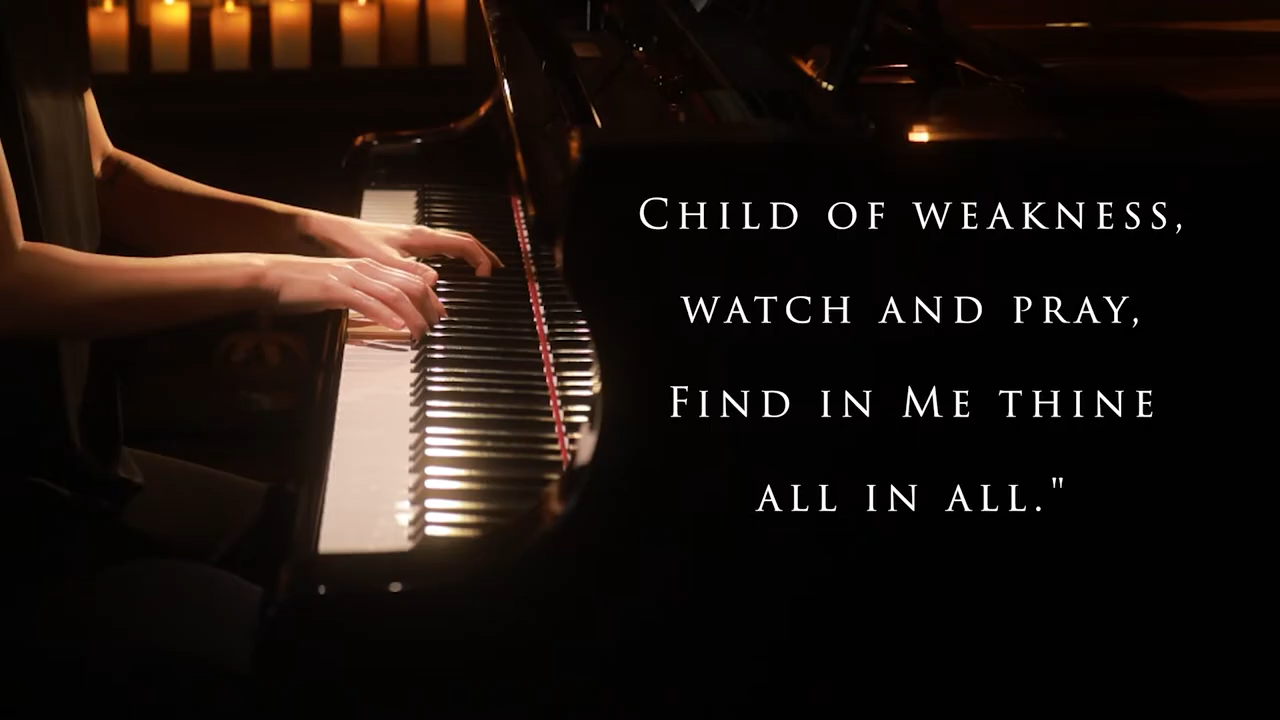 Child of weakness,
watch and pray,
Find in Me thine
all in all."